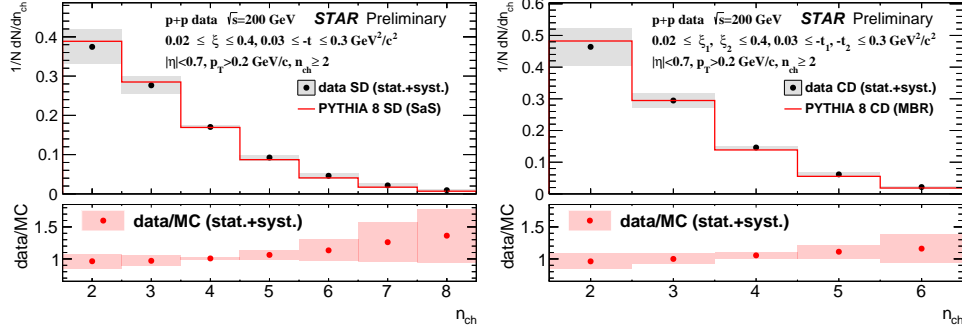 p+p data √s=200 GeV STAR Preliminary
0.02 ≤ ξ ≤ 0.4, 0.03 ≤ -t ≤ 0.3 GeV²/c²
|η|<0.7, p_T>0.2 GeV/c, n_ch ≥ 2
data SD (stat.+syst.)
PYTHIA 8 SD (SaS)
1/N dN/dn_ch
0.4
0.3
0.2
0.1
0
data/MC (stat.+syst.)
data/MC
1.5
1
2 3 4 5 6 7 8
n_ch
p+p data √s=200 GeV STAR Preliminary
0.02 ≤ ξ₁, ξ₂ ≤ 0.4, 0.03 ≤ -t₁, -t₂ ≤ 0.3 GeV²/c²
|η|<0.7, p_T>0.2 GeV/c, n_ch ≥ 2
data CD (stat.+syst.)
PYTHIA 8 CD (MBR)
1/N dN/dn_ch
0.6
0.5
0.4
0.3
0.2
0.1
0
data/MC (stat.+syst.)
data/MC
1.5
1
2 3 4 5 6
n_ch